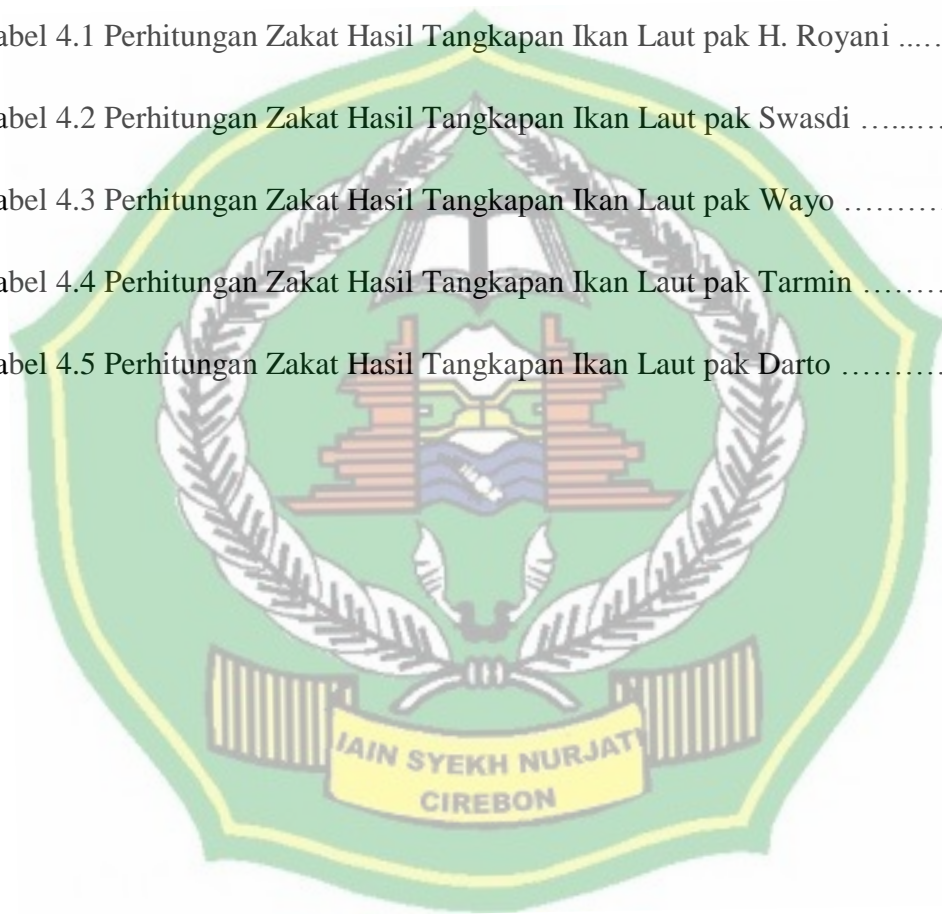 abel 4.1 Perhitungan Zakat Hasil Tangkapan Ikan Laut pak H. Royani ...…
abel 4.2 Perhitungan Zakat Hasil Tangkapan Ikan Laut pak Swasdi …...…
abel 4.3 Perhitungan Zakat Hasil Tangkapan Ikan Laut pak Wayo ………
abel 4.4 Perhitungan Zakat Hasil Tangkapan Ikan Laut pak Tarmin ………
abel 4.5 Perhitungan Zakat Hasil Tangkapan Ikan Laut pak Darto …………
IAIN SYEKH NURJATI
CIREBON